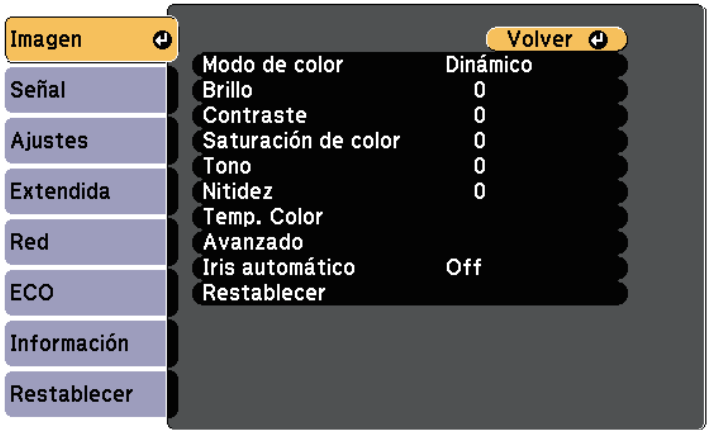 Imagen
Señal
Ajustes
Extendida
Red
ECO
Información
Restablecer
Volver
Modo de color Dinámico
Brillo 0
Contraste 0
Saturación de color 0
Tono 0
Nitidez 0
Temp. Color
Avanzado
Iris automático Off
Restablecer